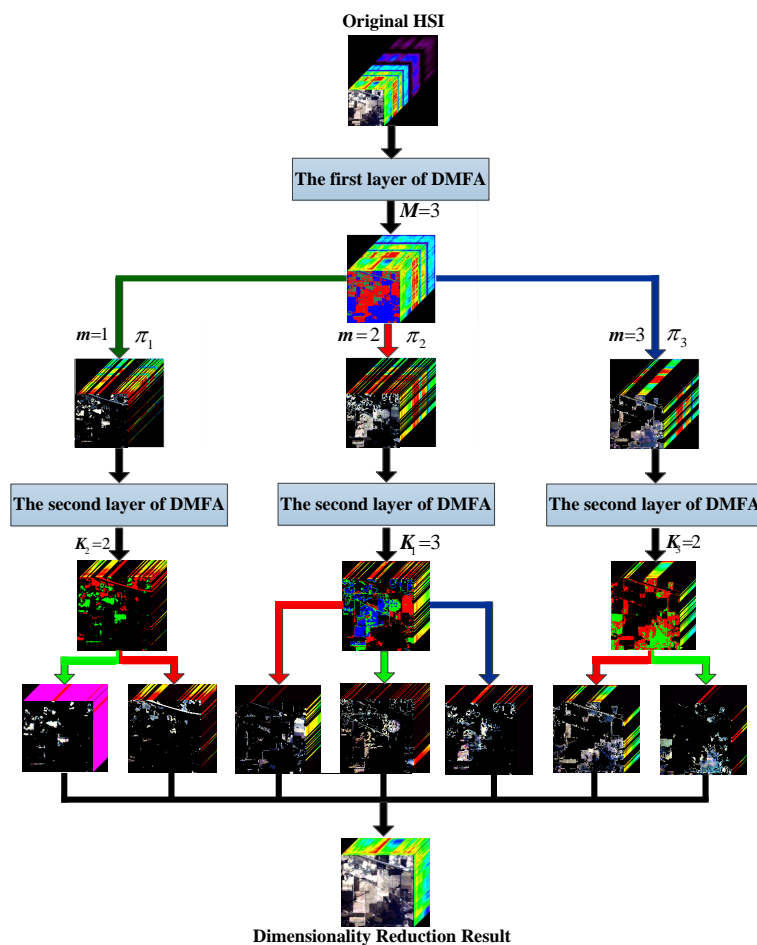 Original HSI
The first layer of DMFA
M=3
m=1 π₁
m=2 π₂
m=3 π₃
The second layer of DMFA
The second layer of DMFA
The second layer of DMFA
K₂=2
K₁=3
K₃=2
Dimensionality Reduction Result